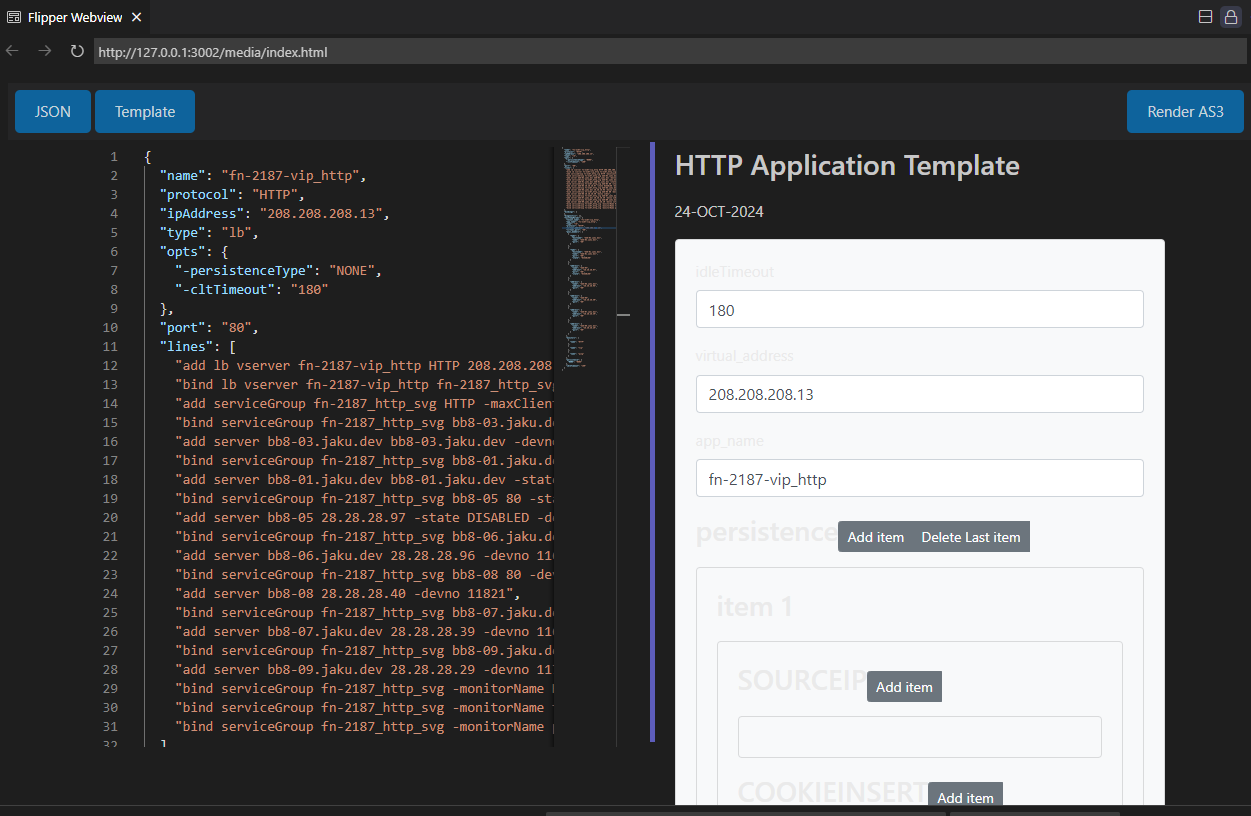 Flipper Webview
http://127.0.0.1:3002/media/index.html
JSON
Template
Render AS3
1 {
2 "name": "fn-2187-vip_http",
3 "protocol": "HTTP",
4 "ipAddress": "208.208.208.13",
5 "type": "lb",
6 "opts": {
7 "-persistenceType": "NONE",
8 "-cltTimeout": "180"
9 },
10 "port": "80",
11 "lines": [
12 "add lb vserver fn-2187-vip_http HTTP 208.208.208
13 "bind lb vserver fn-2187-vip_http fn-2187_http_sv
14 "add serviceGroup fn-2187_http_svg HTTP -maxClien
15 "bind serviceGroup fn-2187_http_svg bb8-03.jaku.d
16 "add server bb8-03.jaku.dev bb8-03.jaku.dev -devn
17 "bind serviceGroup fn-2187_http_svg bb8-01.jaku.d
18 "add server bb8-01.jaku.dev bb8-01.jaku.dev -stat
19 "bind serviceGroup fn-2187_http_svg bb8-05 80 -st
20 "add server bb8-05 28.28.28.97 -state DISABLED -d
21 "bind serviceGroup fn-2187_http_svg bb8-06.jaku.d
22 "add server bb8-06.jaku.dev 28.28.28.96 -devno 11
23 "bind serviceGroup fn-2187_http_svg bb8-08 80 -de
24 "add server bb8-08 28.28.28.40 -devno 11821",
25 "bind serviceGroup fn-2187_http_svg bb8-07.jaku.d
26 "add server bb8-07.jaku.dev 28.28.28.39 -devno 11
27 "bind serviceGroup fn-2187_http_svg bb8-09.jaku.d
28 "add server bb8-09.jaku.dev 28.28.28.29 -devno 11
29 "bind serviceGroup fn-2187_http_svg -monitorName
30 "bind serviceGroup fn-2187_http_svg -monitorName
31 "bind serviceGroup fn-2187_http_svg -monitorName
32 ]
HTTP Application Template
24-OCT-2024
idleTimeout
180
virtual_address
208.208.208.13
app_name
fn-2187-vip_http
persistence Add item Delete Last item
item 1
SOURCEIP Add item
COOKIEINSERT Add item